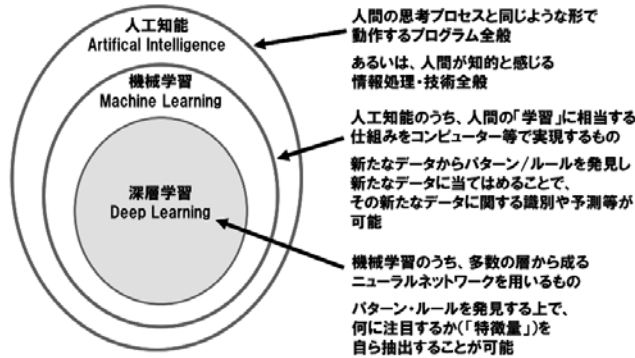 人工知能
Artifical Intelligence
機械学習
Machine Learning
深層学習
Deep Learning
人間の思考プロセスと同じような形で
動作するプログラム全般
あるいは、人間が知的と感じる
情報処理・技術全般
人工知能のうち、人間の「学習」に相当する
仕組みをコンピューター等で実現するもの
新たなデータからパターン/ルールを発見し
新たなデータに当てはめることで、
その新たなデータに関する識別や予測等が
可能
機械学習のうち、多数の層から成る
ニューラルネットワークを用いるもの
パターン・ルールを発見する上で、
何に注目するか(「特徴量」)を
自ら抽出することが可能